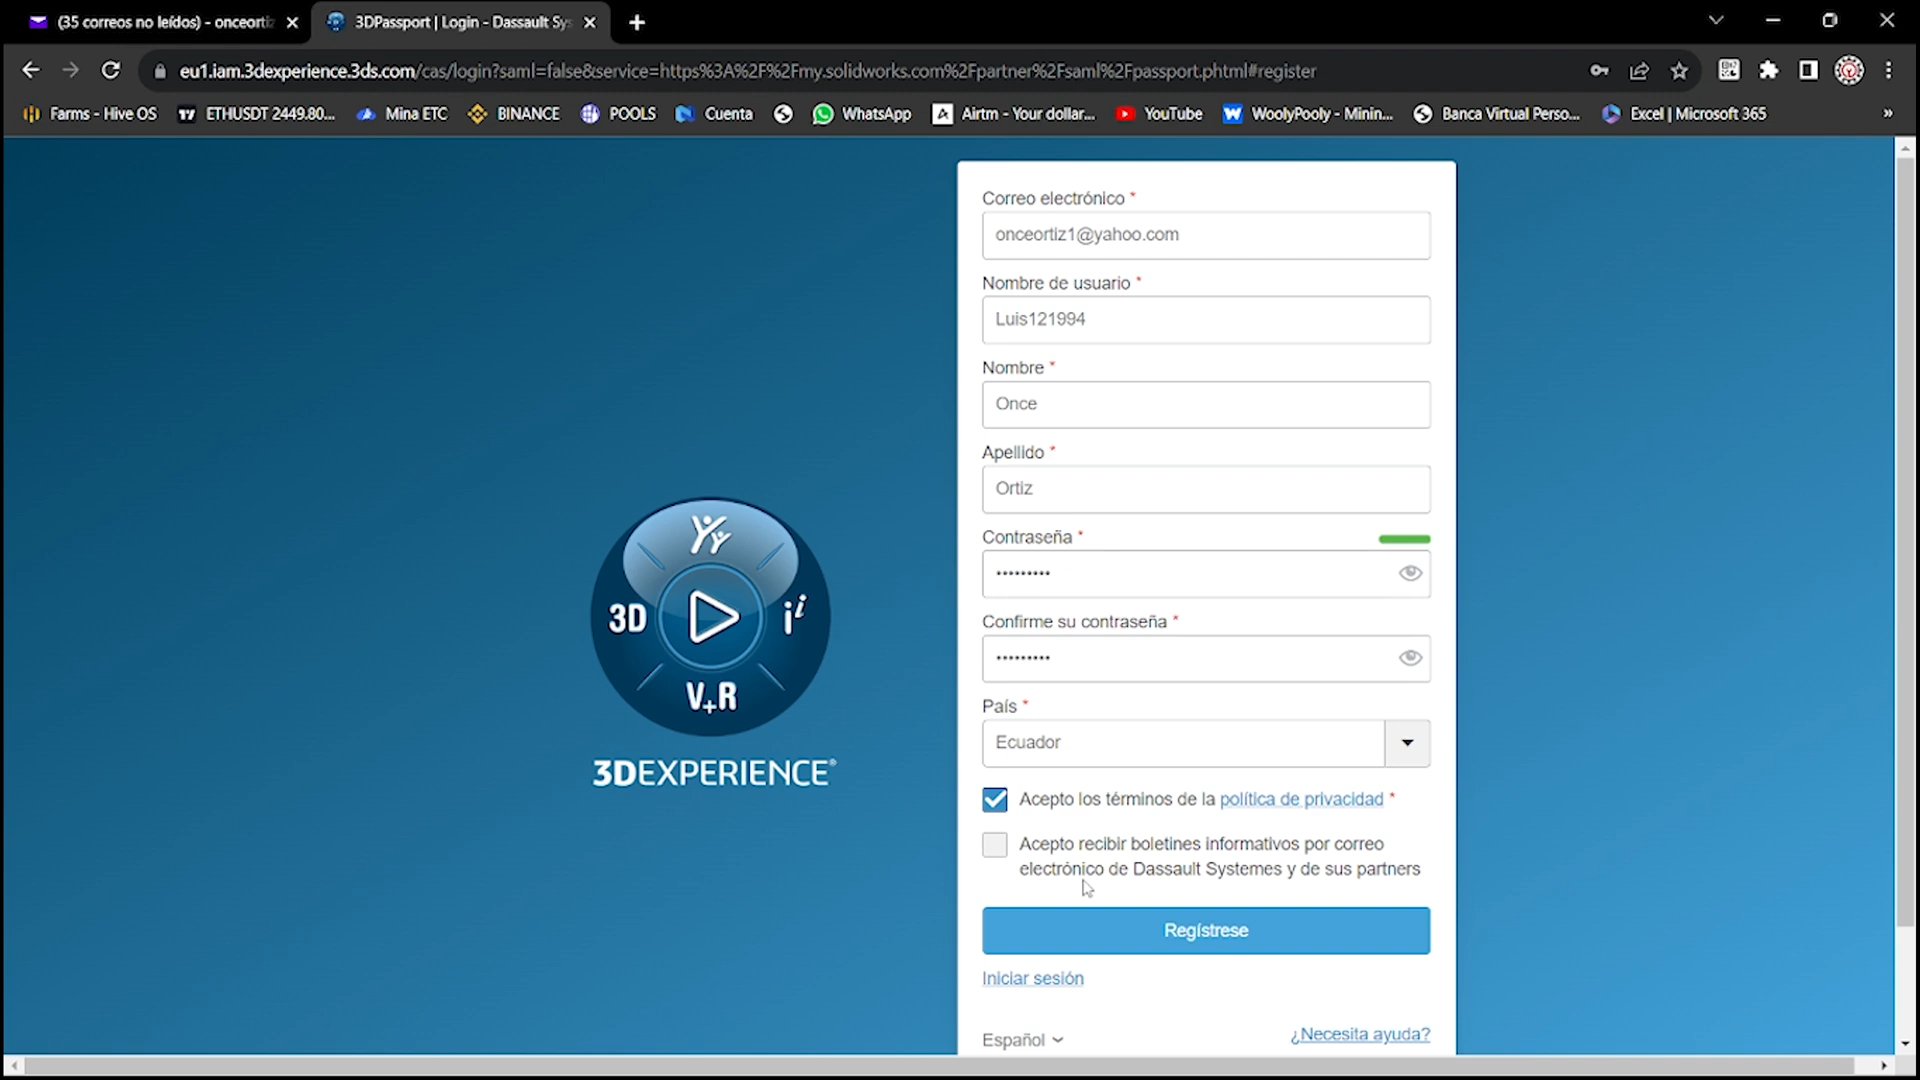 (35 correos no leídos) - onceortiz
3DPassport | Login - Dassault Sys
eu1.iam.3dexperience.3ds.com/cas/login?saml=false&service=https%3A%2F%2Fmy.solidworks.com%2Fpartner%2Fsaml%2Fpassport.phtml#register
Farms - Hive OS
ETHUSDT 2449.80...
Mina ETC
BINANCE
POOLS
Cuenta
WhatsApp
Airtm - Your dollar...
YouTube
WoolyPooly - Minin...
Banca Virtual Perso...
Excel | Microsoft 365
»
Correo electrónico *
onceortiz1@yahoo.com
Nombre de usuario *
Luis121994
Nombre *
Once
Apellido *
Ortiz
Contraseña *
•••••••••
Confirme su contraseña *
•••••••••
País *
Ecuador
Acepto los términos de la política de privacidad *
Acepto recibir boletines informativos por correo
electrónico de Dassault Systemes y de sus partners
Regístrese
Iniciar sesión
Español
¿Necesita ayuda?
3D
i i
V+R
3DEXPERIENCE®